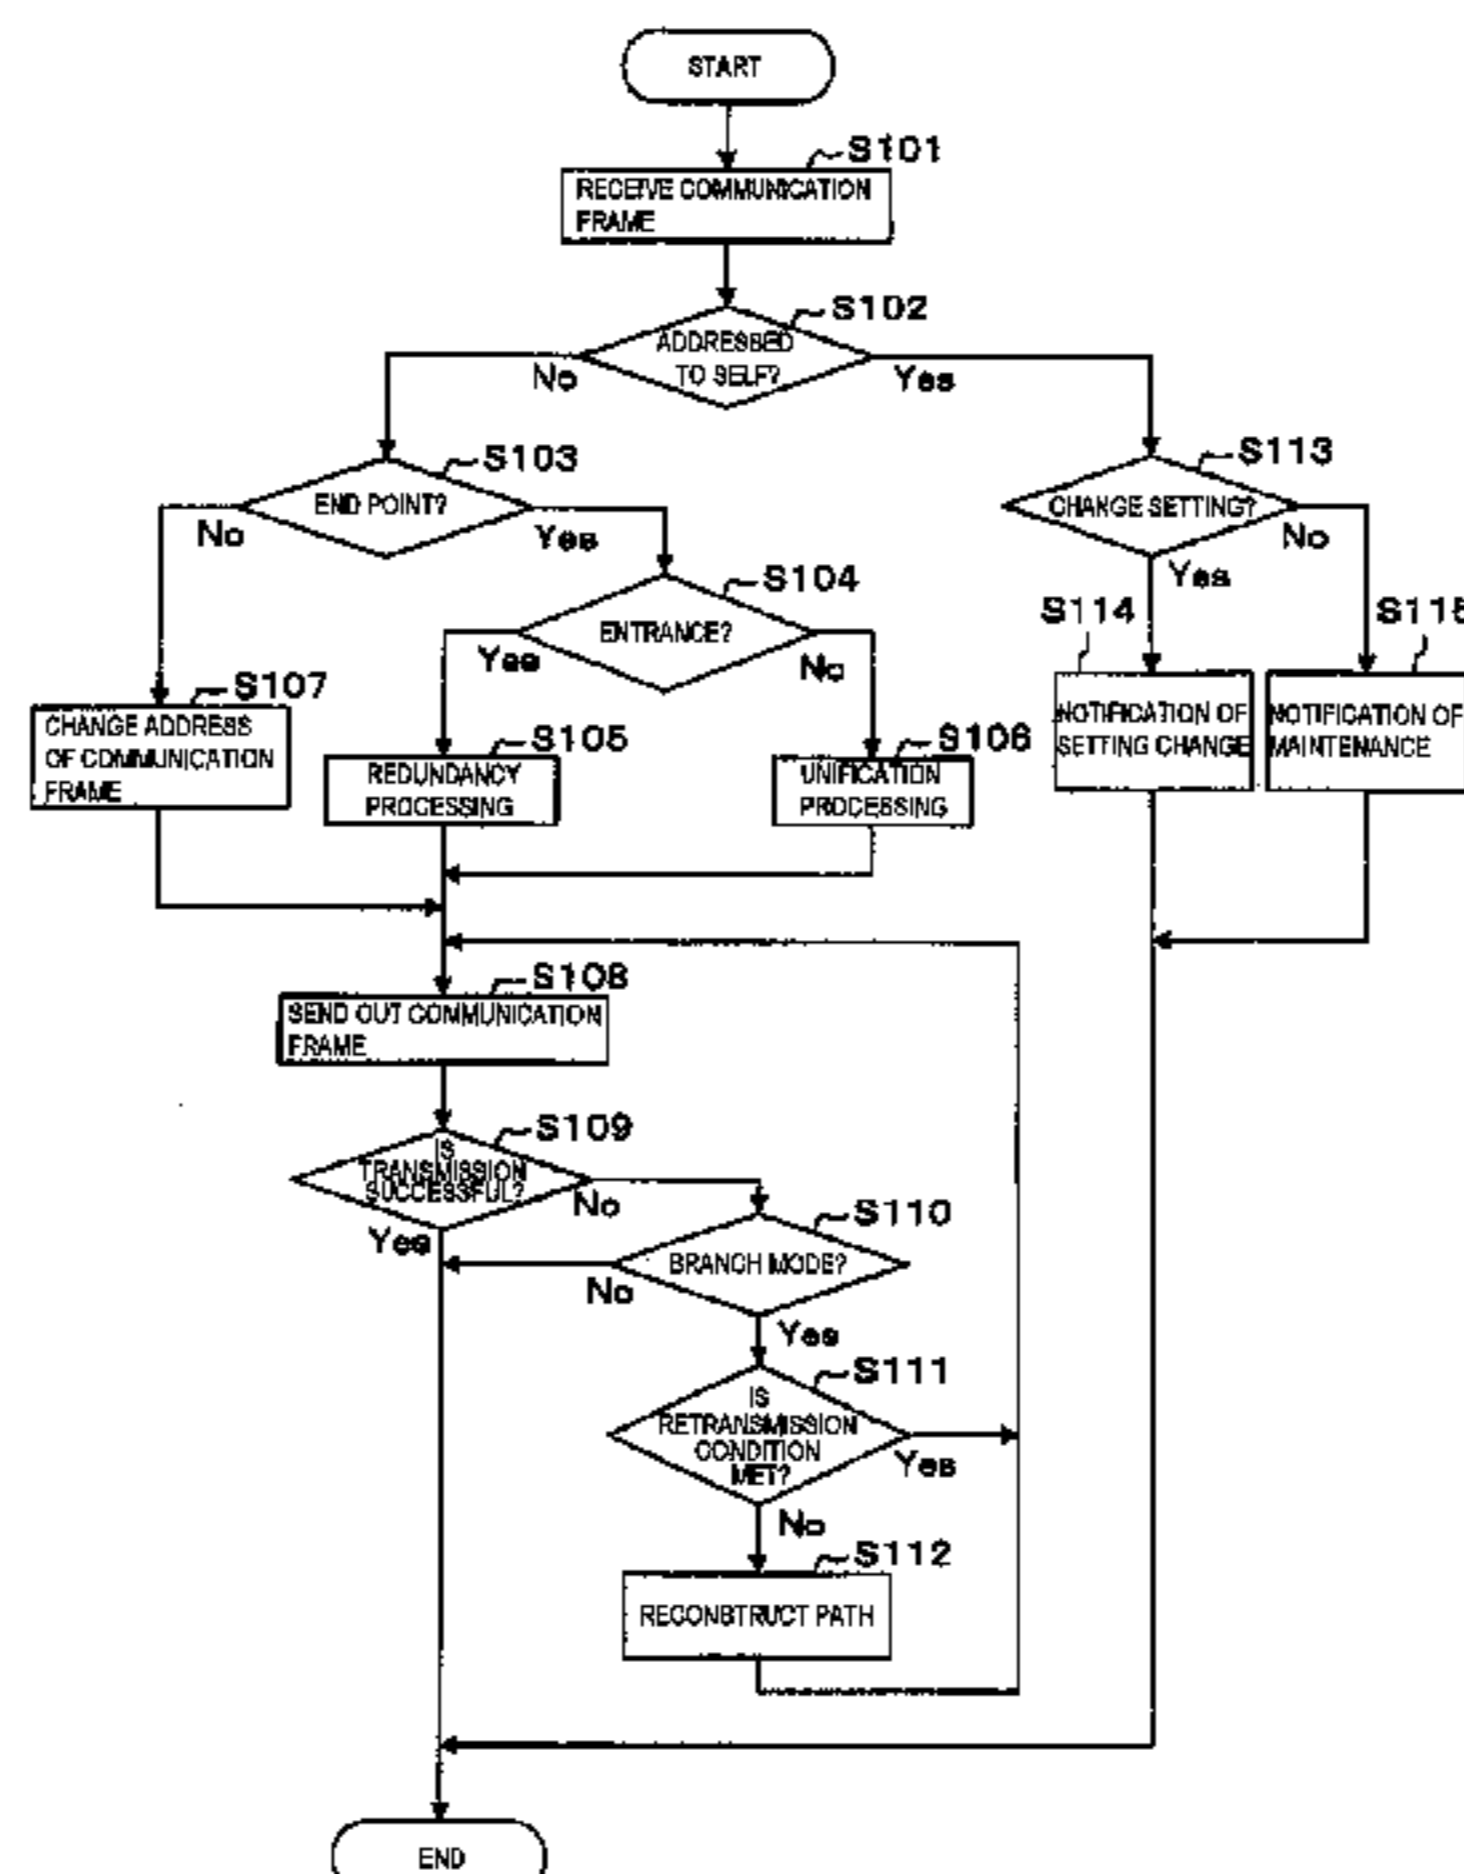 START
S101
RECEIVE COMMUNICATION
FRAME
S102
ADDRESSED
TO SELF?
No
Yes
S103
END POINT?
No
Yes
S113
CHANGE SETTING?
No
Yes
S104
ENTRANCE?
Yes
No
S114
NOTIFICATION OF
SETTING CHANGE
S115
NOTIFICATION OF
MAINTENANCE
S107
CHANGE ADDRESS
OF COMMUNICATION
FRAME
S105
REDUNDANCY
PROCESSING
S106
UNIFICATION
PROCESSING
S108
SEND OUT COMMUNICATION
FRAME
S109
IS
TRANSMISSION
SUCCESSFUL?
No
Yes
S110
BRANCH MODE?
No
Yes
S111
IS
RETRANSMISSION
CONDITION
MET?
Yes
No
S112
RECONSTRUCT PATH
END